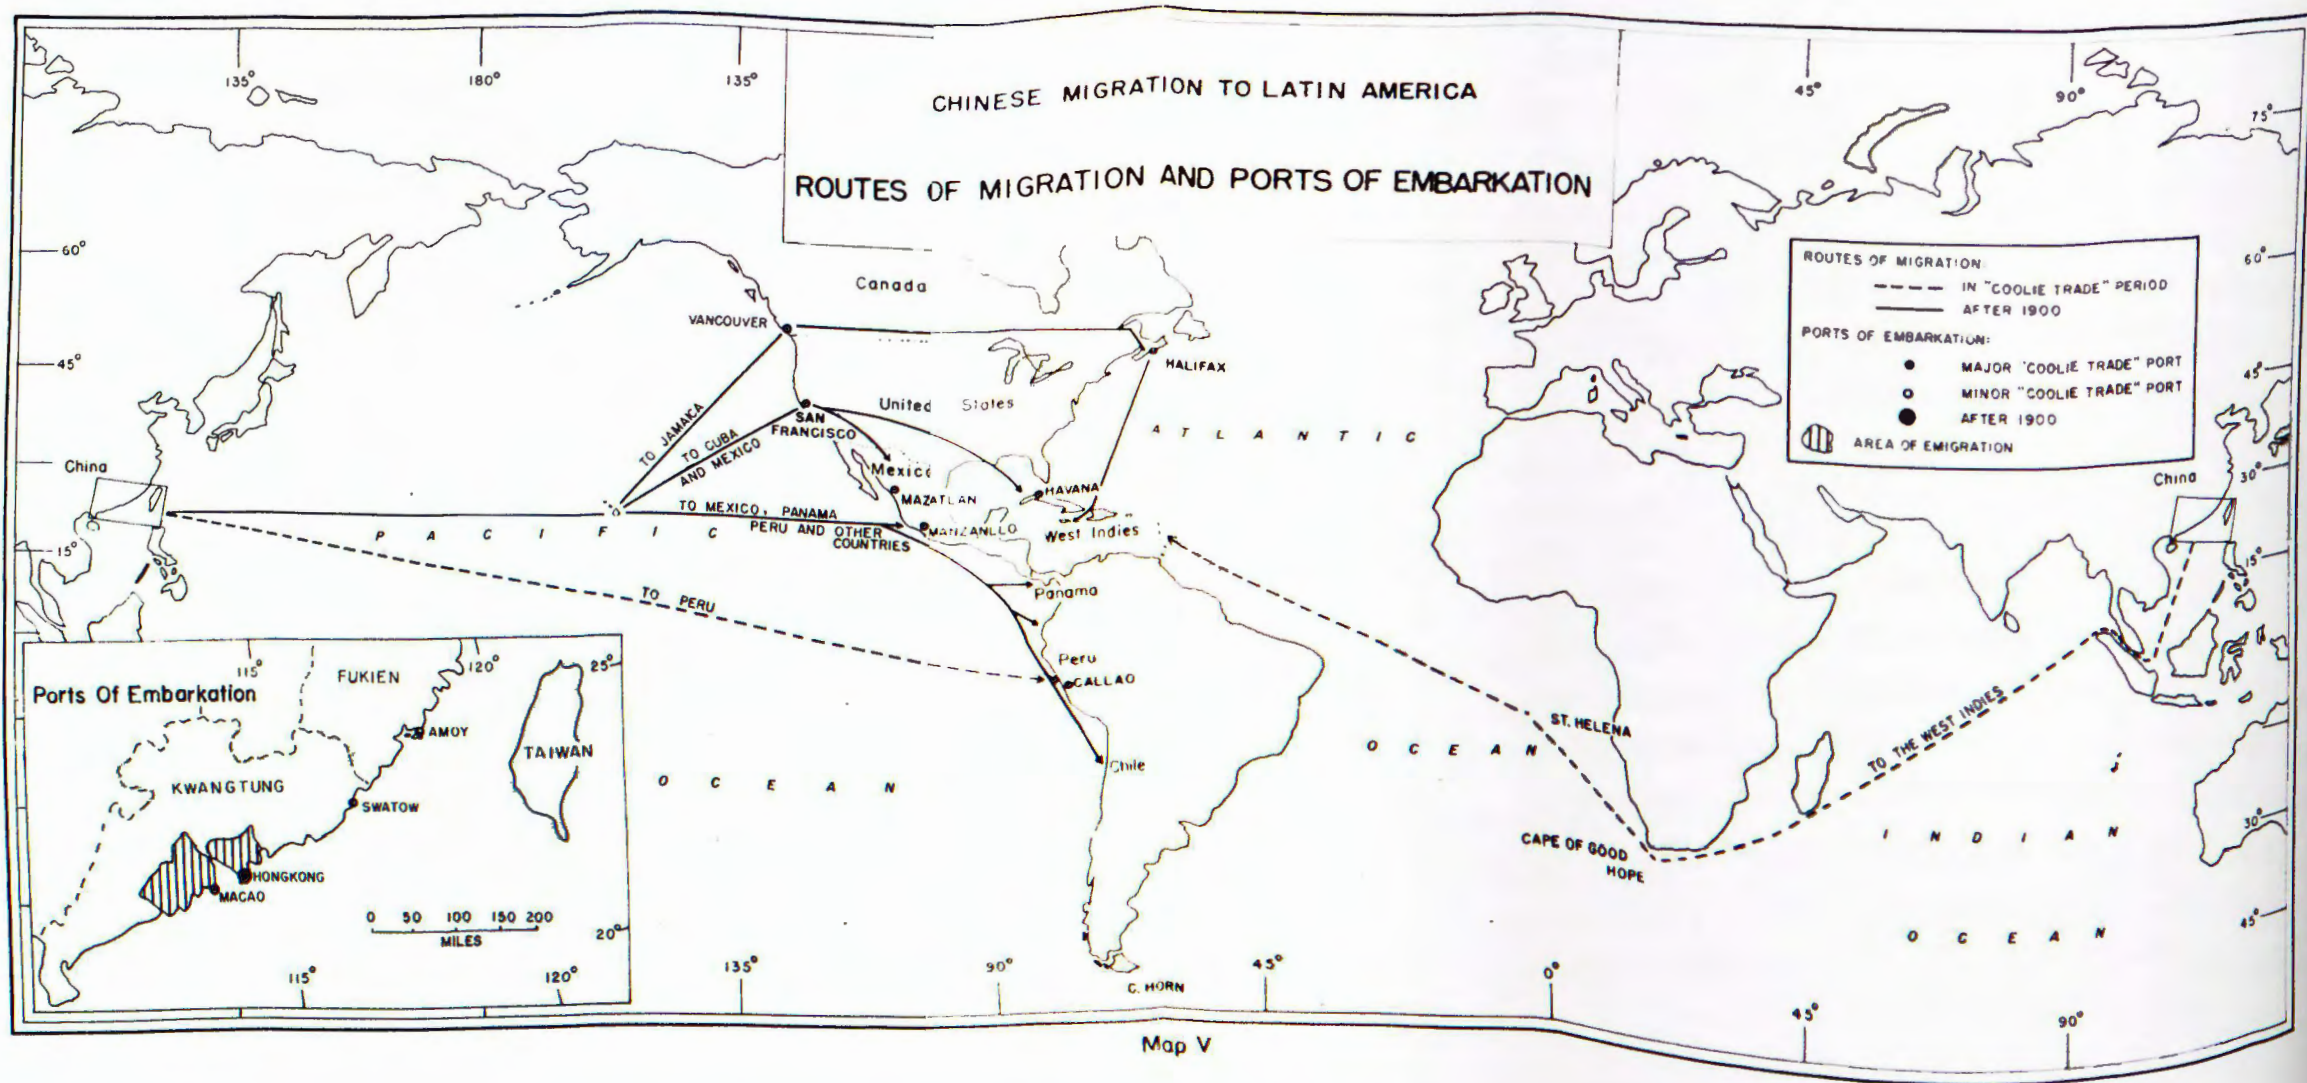 135°
180°
135°
45°
90°
75°
CHINESE MIGRATION TO LATIN AMERICA
ROUTES OF MIGRATION AND PORTS OF EMBARKATION
60°
45°
15°
60°
45°
30°
15°
30°
45°
ROUTES OF MIGRATION:
IN "COOLIE TRADE" PERIOD
AFTER 1900
PORTS OF EMBARKATION:
MAJOR "COOLIE TRADE" PORT
MINOR "COOLIE TRADE" PORT
AFTER 1900
AREA OF EMIGRATION
Canada
VANCOUVER
HALIFAX
United States
SAN
FRANCISCO
TO JAMAICA
TO CUBA
AND MEXICO
ATLANTIC
China
China
Mexico
MAZATLAN
HAVANA
TO MEXICO, PANAMA
PERU AND OTHER
COUNTRIES
MANZANLLO
West Indies
PACIFIC
TO PERU
Panama
Peru
CALLAO
Chile
OCEAN
OCEAN
ST. HELENA
TO THE WEST INDIES
CAPE OF GOOD
HOPE
INDIAN
OCEAN
C. HORN
Ports Of Embarkation
115°
120°
25°
FUKIEN
AMOY
TAIWAN
KWANGTUNG
SWATOW
HONGKONG
MACAO
0 50 100 150 200
MILES
20°
115°
120°
135°
90°
45°
0°
45°
90°
Map V